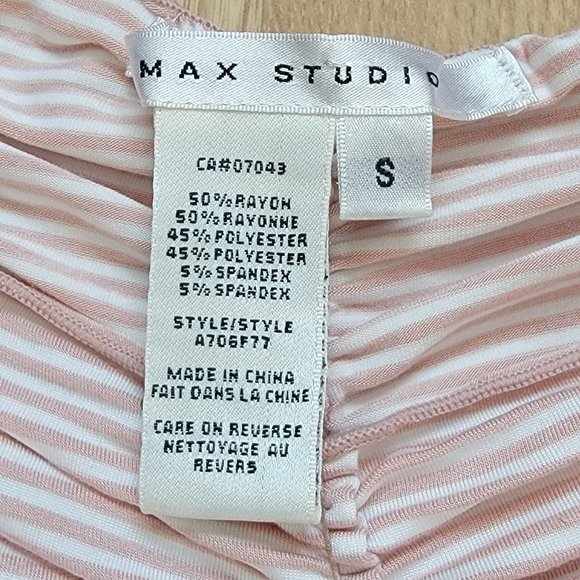 MAX STUDIO
S
CA#07043
50% RAYON
50% RAYONNE
45% POLYESTER
45% POLYESTER
5% SPANDEX
5% SPANDEX
STYLE/STYLE
A706F77
MADE IN CHINA
FAIT DANS LA CHINE
CARE ON REVERSE
NETTOYAGE AU
REVERS